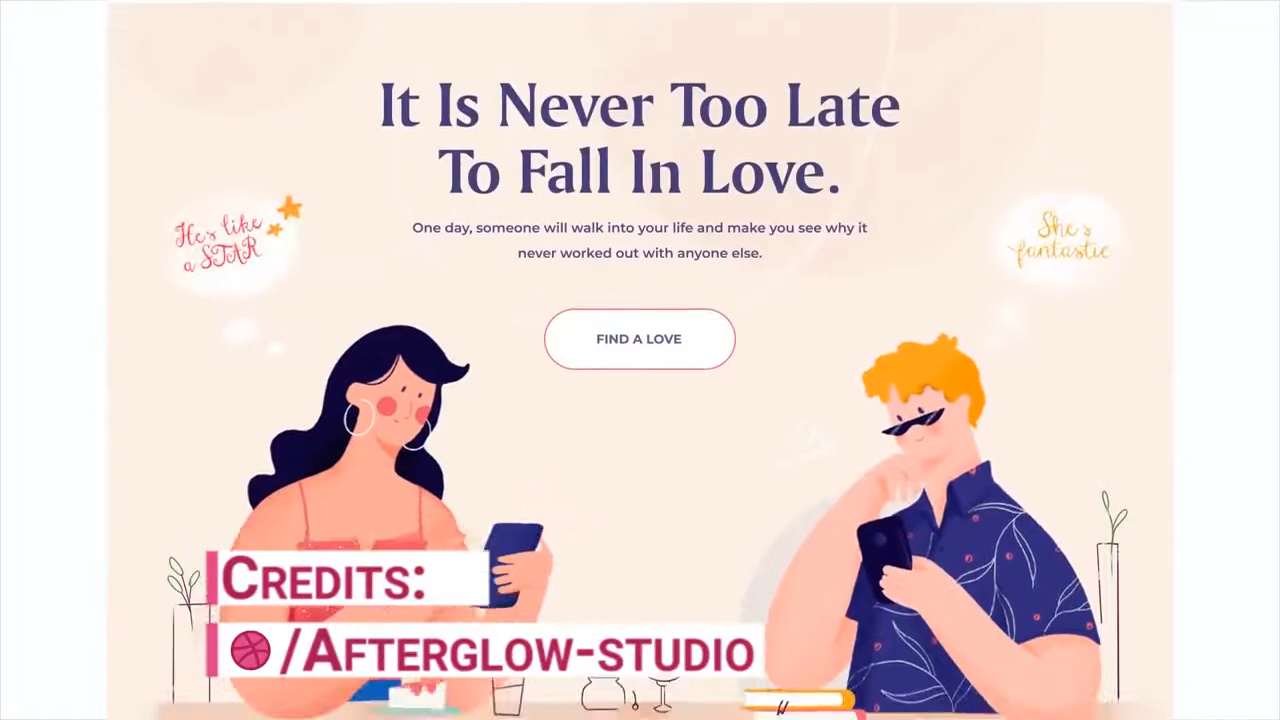 It Is Never Too Late
To Fall In Love.
One day, someone will walk into your life and make you see why it
never worked out with anyone else.
He's like
a STAR
She's
fantastic
FIND A LOVE
Credits:
/Afterglow-studio